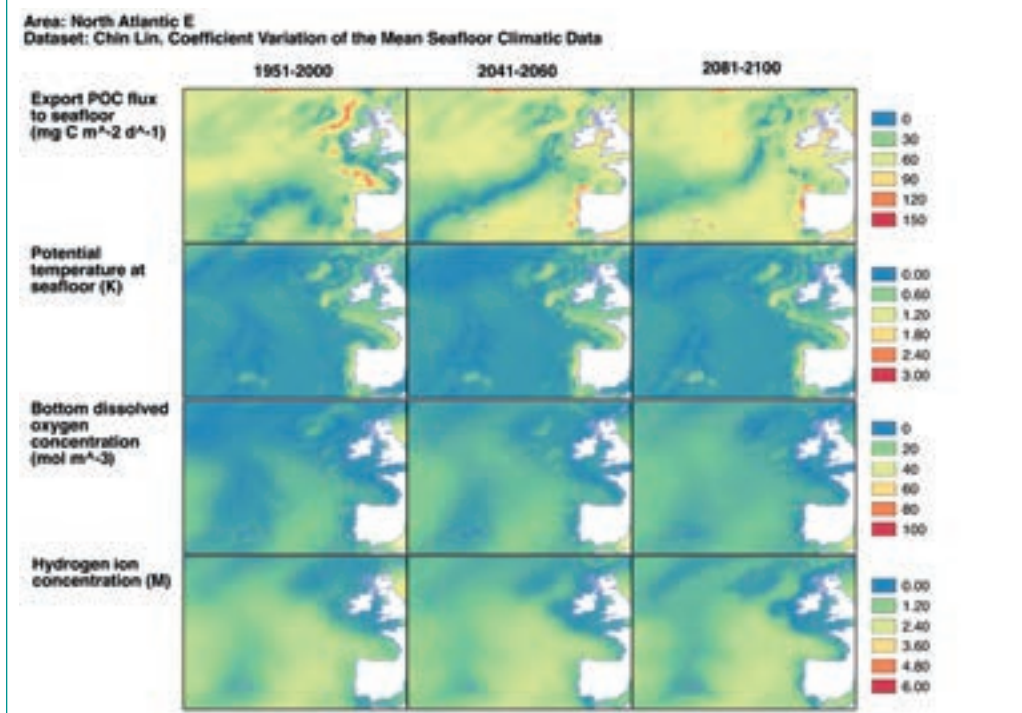 Area: North Atlantic E
Dataset: Chin Lin. Coefficient Variation of the Mean Seafloor Climatic Data
1951-2000
2041-2060
2081-2100
Export POC flux
to seafloor
(mg C m^-2 d^-1)
0
30
60
90
120
150
Potential
temperature at
seafloor (K)
0.00
0.60
1.20
1.80
2.40
3.00
Bottom dissolved
oxygen
concentration
(mol m^-3)
0
20
40
60
80
100
Hydrogen ion
concentration (M)
0.00
1.20
2.40
3.60
4.80
6.00